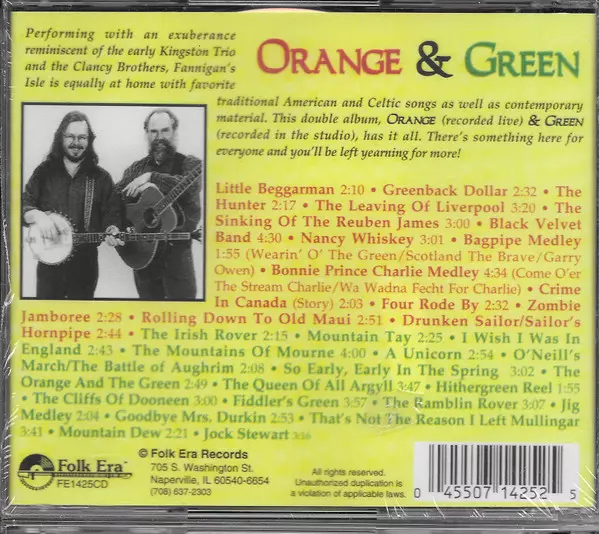 Performing with an exuberance
reminiscent of the early Kingston Trio
and the Clancy Brothers, Fannigan's
Isle is equally at home with favorite
ORANGE & GREEN
traditional American and Celtic songs as well as contemporary
material. This double album, ORANGE (recorded live) & GREEN
(recorded in the studio), has it all. There's something here for
everyone and you'll be left yearning for more!
Little Beggarman 2:10 • Greenback Dollar 2:32 • The
Hunter 2:17 • The Leaving Of Liverpool 3:20 • The
Sinking Of The Reuben James 3:00 • Black Velvet
Band 4:30 • Nancy Whiskey 3:01 • Bagpipe Medley
1:55 (Wearin' O' The Green/Scotland The Brave/Garry
Owen) • Bonnie Prince Charlie Medley 4:34 (Come O'er
The Stream Charlie/Wa Wadna Fecht For Charlie) • Crime
In Canada (Story) 2:03 • Four Rode By 2:32 • Zombie
Jamboree 2:28 • Rolling Down To Old Maui 2:51 • Drunken Sailor/Sailor's
Hornpipe 2:44 • The Irish Rover 2:15 • Mountain Tay 2:25 • I Wish I Was In
England 2:43 • The Mountains Of Mourne 4:00 • A Unicorn 2:54 • O'Neill's
March/The Battle of Aughrim 2:08 • So Early, Early In The Spring 3:02 • The
Orange And The Green 2:49 • The Queen Of All Argyll 3:47 • Hithergreen Reel 1:55
• The Cliffs Of Dooneen 3:00 • Fiddler's Green 3:57 • The Ramblin Rover 3:07 • Jig
Medley 2:04 • Goodbye Mrs. Durkin 2:53 • That's Not The Reason I Left Mullingar
3:41 • Mountain Dew 2:21 • Jock Stewart 3:16
Folk Era
FE1425CD
© Folk Era Records
705 S. Washington St.
Naperville, IL 60540-6654
(708) 637-2303
All rights reserved.
Unauthorized duplication is
a violation of applicable laws.
0 45507 14252 5